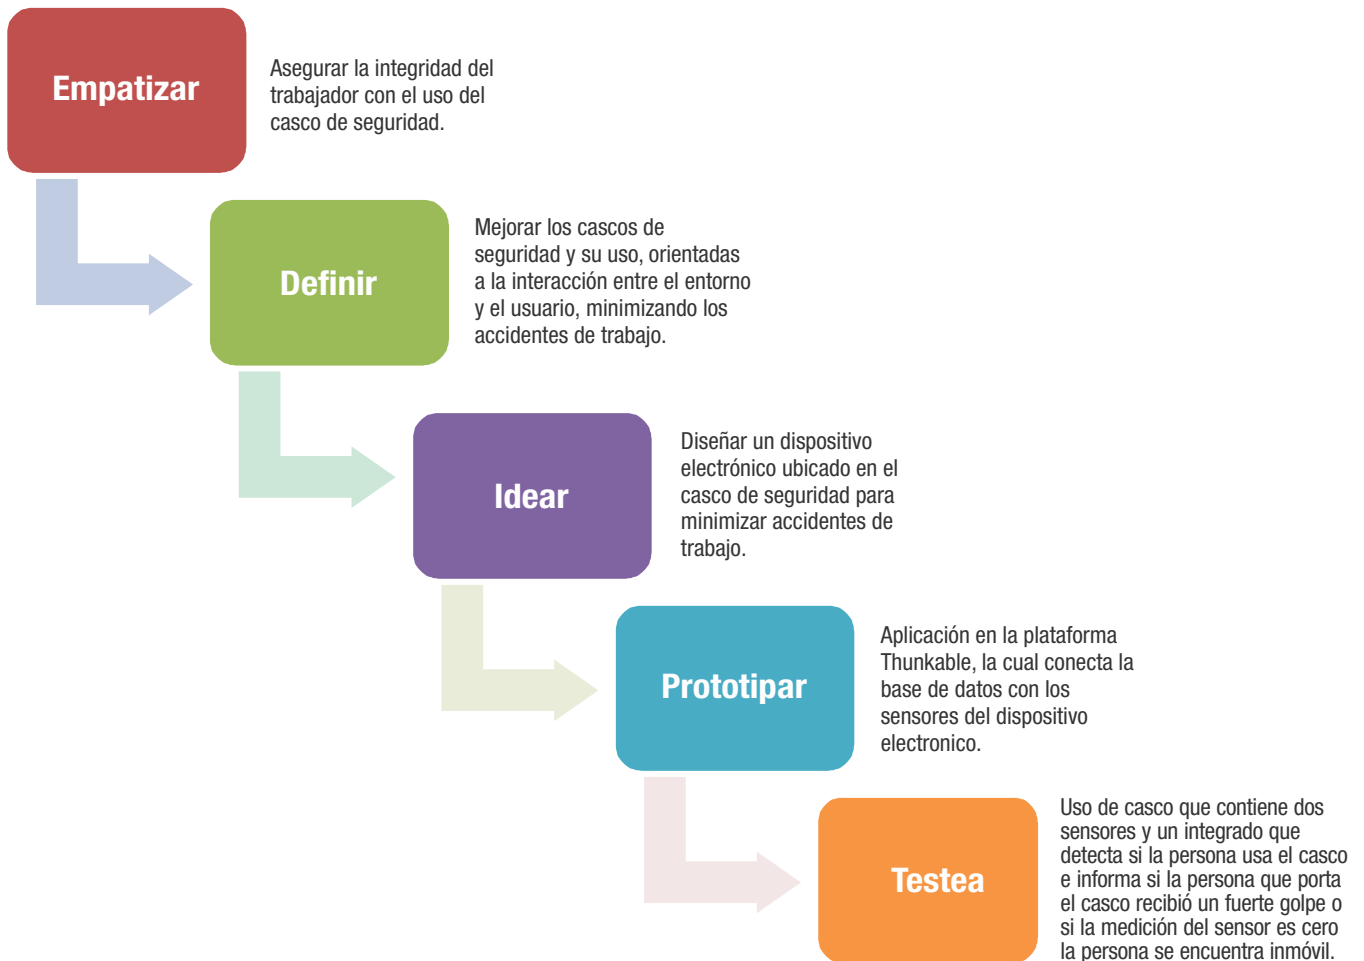 Empatizar
Asegurar la integridad del
trabajador con el uso del
casco de seguridad.
Definir
Mejorar los cascos de
seguridad y su uso, orientadas
a la interacción entre el entorno
y el usuario, minimizando los
accidentes de trabajo.
Idear
Diseñar un dispositivo
electrónico ubicado en el
casco de seguridad para
minimizar accidentes de
trabajo.
Prototipar
Aplicación en la plataforma
Thunkable, la cual conecta la
base de datos con los
sensores del dispositivo
electronico.
Testea
Uso de casco que contiene dos
sensores y un integrado que
detecta si la persona usa el casco
e informa si la persona que porta
el casco recibió un fuerte golpe o
si la medición del sensor es cero
la persona se encuentra inmóvil.